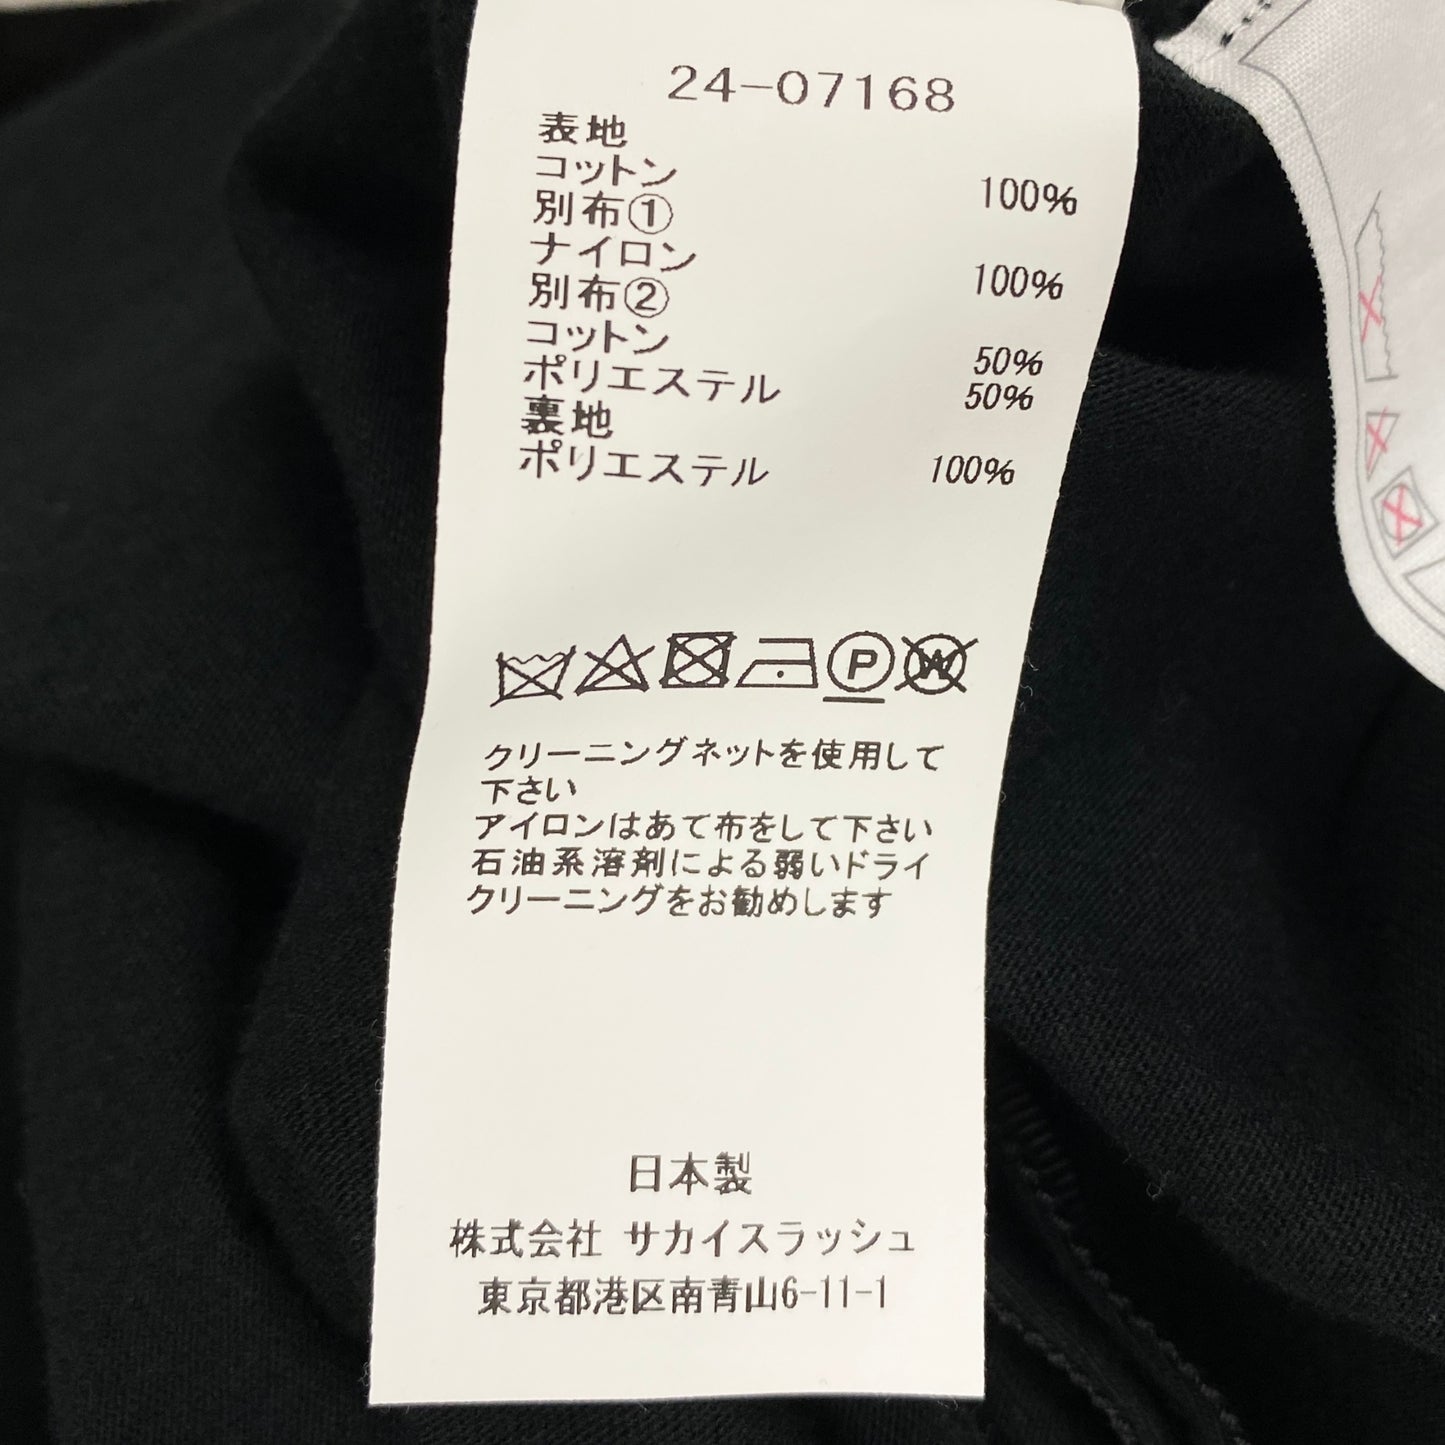 24-07168
表地
コットン 100%
別布①
ナイロン 100%
別布②
コットン 50%
ポリエステル 50%
裏地
ポリエステル 100%
P W
クリーニングネットを使用して
下さい
アイロンはあて布をして下さい
石油系溶剤による弱いドライ
クリーニングをお勧めします
日本製
株式会社 サカイスラッシュ
東京都港区南青山6-11-1